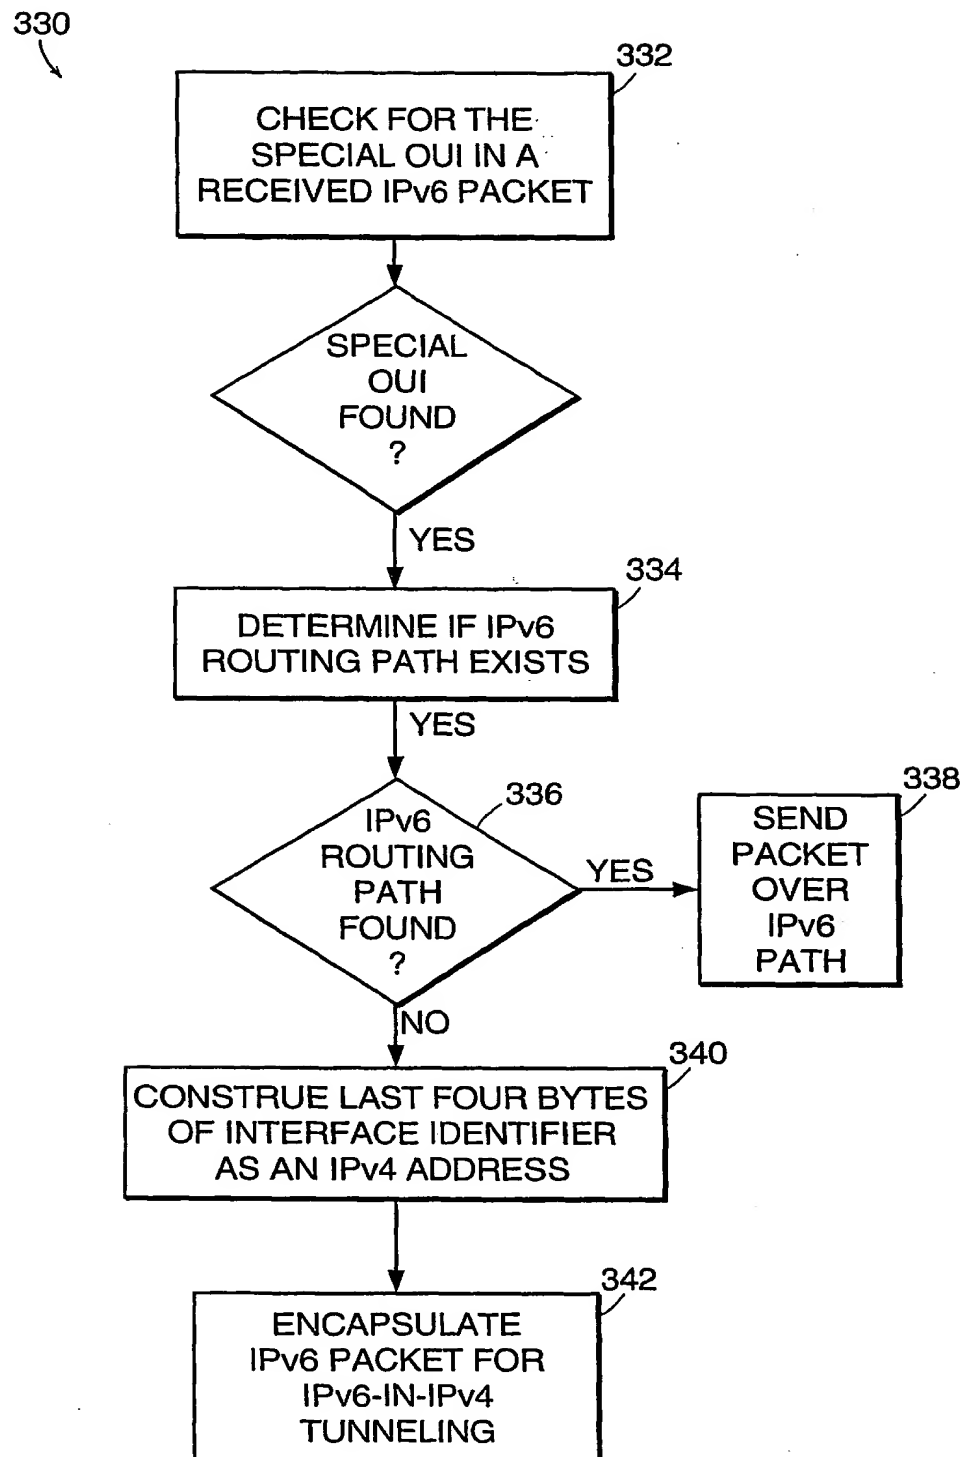 330
332
CHECK FOR THE
SPECIAL OUI IN A
RECEIVED IPv6 PACKET
SPECIAL
OUI
FOUND
?
YES
334
DETERMINE IF IPv6
ROUTING PATH EXISTS
YES
336
IPv6
ROUTING
PATH
FOUND
?
YES
338
SEND
PACKET
OVER
IPv6
PATH
NO
340
CONSTRUE LAST FOUR BYTES
OF INTERFACE IDENTIFIER
AS AN IPv4 ADDRESS
342
ENCAPSULATE
IPv6 PACKET FOR
IPv6-IN-IPv4
TUNNELING